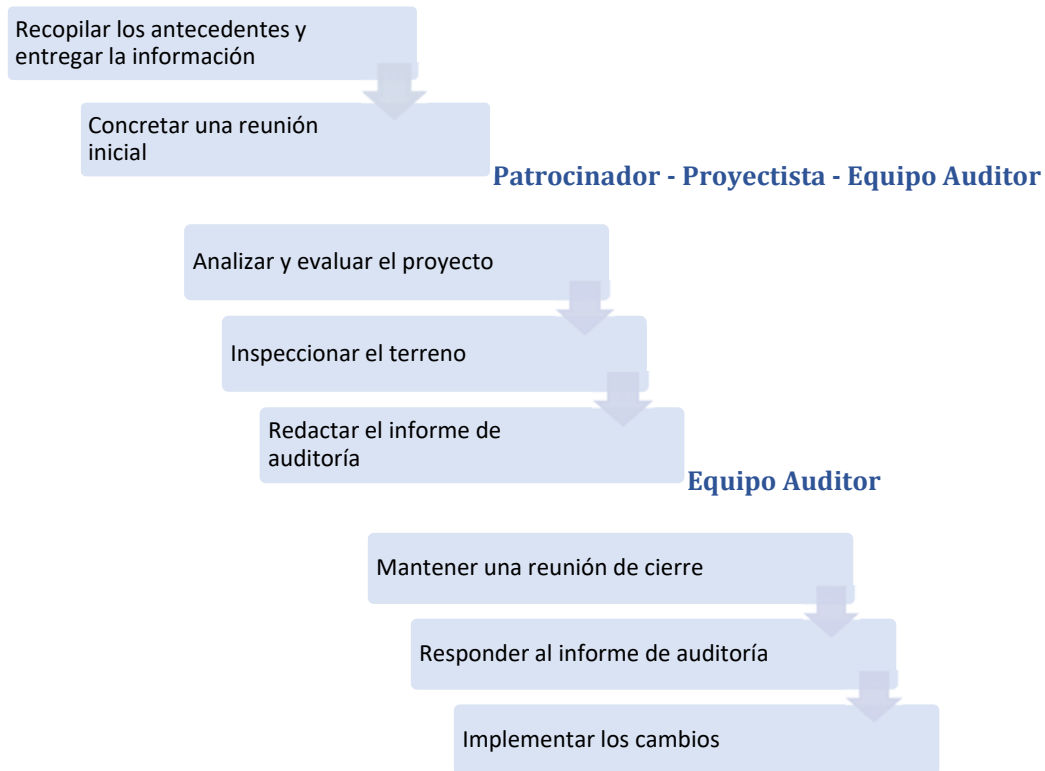 Recopilar los antecedentes y
entregar la información
Concretar una reunión
inicial
Patrocinador - Proyectista - Equipo Auditor
Analizar y evaluar el proyecto
Inspeccionar el terreno
Redactar el informe de
auditoría
Equipo Auditor
Mantener una reunión de cierre
Responder al informe de auditoría
Implementar los cambios